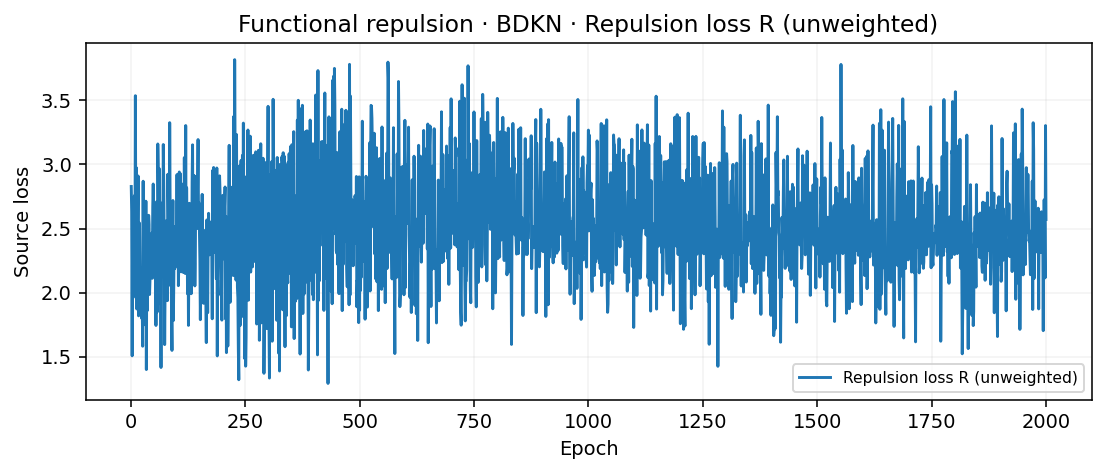 Functional repulsion · BDKN · Repulsion loss R (unweighted)
Source loss
3.5
3.0
2.5
2.0
1.5
Repulsion loss R (unweighted)
0 250 500 750 1000 1250 1500 1750 2000
Epoch